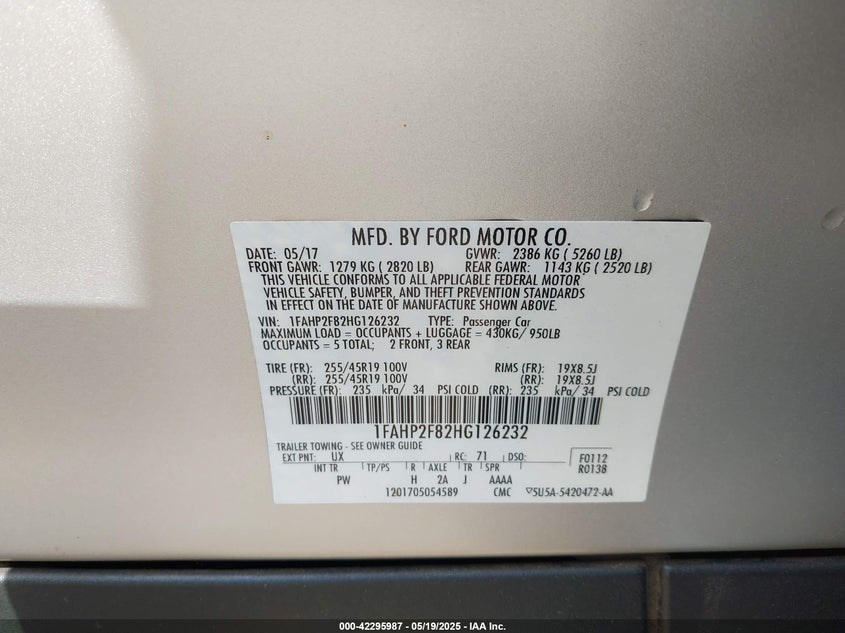 MFD. BY FORD MOTOR CO.
DATE: 05/17 GVWR: 2386 KG ( 5260 LB)
FRONT GAWR: 1279 KG ( 2820 LB) REAR GAWR: 1143 KG ( 2520 LB)
THIS VEHICLE CONFORMS TO ALL APPLICABLE FEDERAL MOTOR
VEHICLE SAFETY, BUMPER, AND THEFT PREVENTION STANDARDS
IN EFFECT ON THE DATE OF MANUFACTURE SHOWN ABOVE.
VIN: 1FAHP2F82HG126232 TYPE: Passenger Car
MAXIMUM LOAD = OCCUPANTS + LUGGAGE = 430KG/ 950LB
OCCUPANTS = 5 TOTAL; 2 FRONT, 3 REAR
TIRE (FR): 255/45R19 100V RIMS (FR): 19X8.5J
(RR): 255/45R19 100V (RR): 19X8.5J
PRESSURE (FR): 235 kPa/ 34 PSI COLD (RR): 235 kPa/ 34 PSI COLD
1FAHP2F82HG126232
TRAILER TOWING - SEE OWNER GUIDE
EXT PNT: UX RC: 71 DSO: F0112
INT TR TP/PS R AXLE TR SPR R0138
PW H 2A J AAAA
1201705054589 CMC 5U5A-5420472-AA
000-42295987 - 05/19/2025 - IAA Inc.